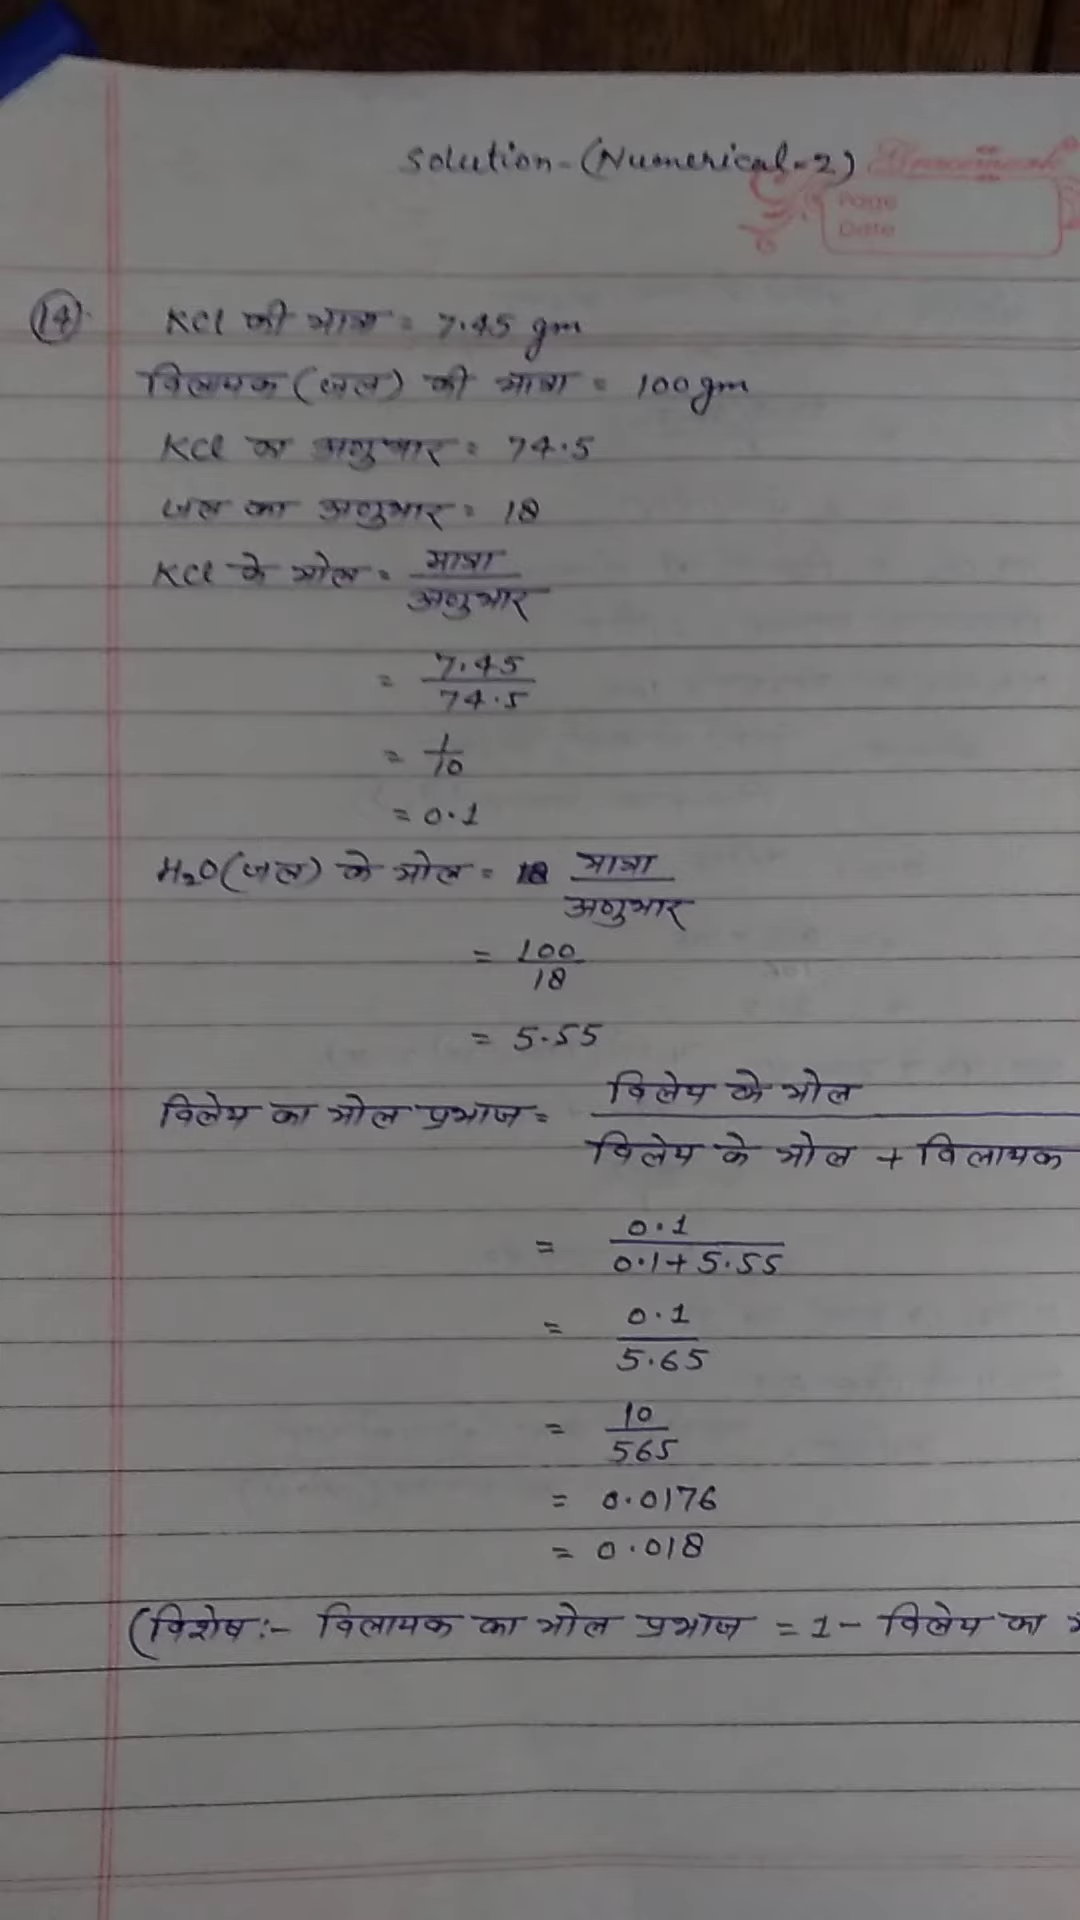 Solution-(Numerical-2)
Page
Date
(14). KCl की मात्रा = 7.45 gm
विलायक (जल) की मात्रा = 100gm
KCl का अणुभार = 74.5
जल का अणुभार = 18
KCl के मोल = मात्रा
अणुभार
= 7.45
74.5
= 1
10
= 0.1
H₂O(जल) के मोल = 18 मात्रा
अणुभार
= 100
18
= 5.55
विलेय का मोल प्रभाज = विलेय के मोल
विलेय के मोल + विलायक
= 0.1
0.1+5.55
= 0.1
5.65
= 10
565
= 0.0176
= 0.018
(विशेष :- विलायक का मोल प्रभाज = 1- विलेय का